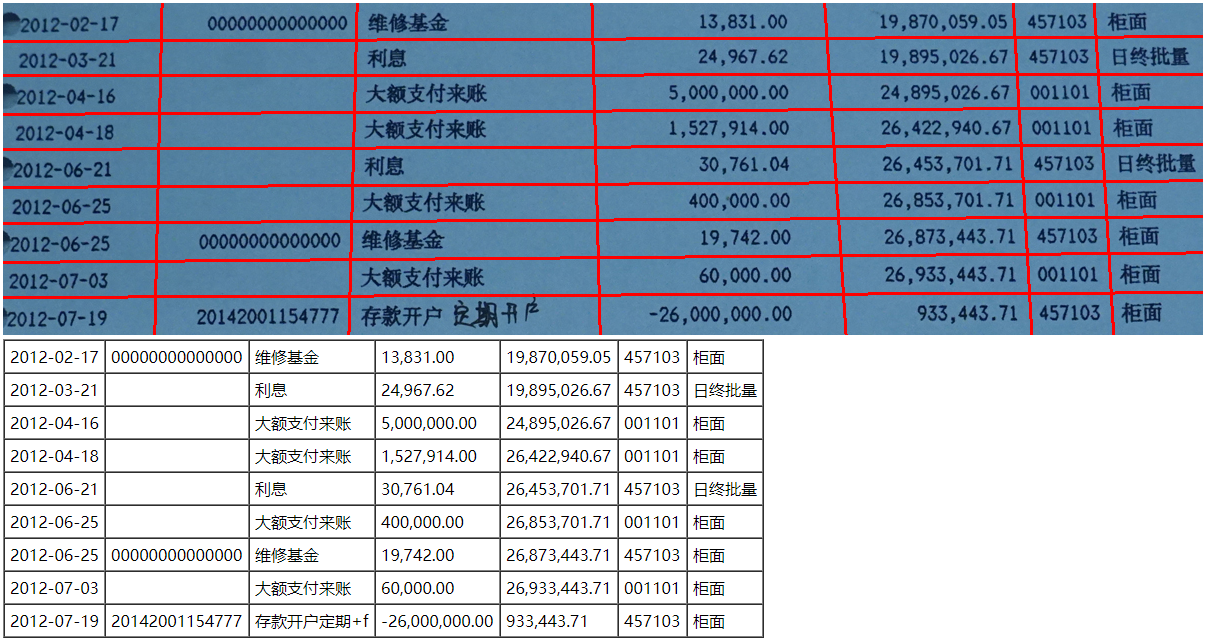 2012-02-17 00000000000000 维修基金 13,831.00 19,870,059.05 457103 柜面
2012-03-21 利息 24,967.62 19,895,026.67 457103 日终批量
2012-04-16 大额支付来账 5,000,000.00 24,895,026.67 001101 柜面
2012-04-18 大额支付来账 1,527,914.00 26,422,940.67 001101 柜面
2012-06-21 利息 30,761.04 26,453,701.71 457103 日终批量
2012-06-25 大额支付来账 400,000.00 26,853,701.71 001101 柜面
2012-06-25 00000000000000 维修基金 19,742.00 26,873,443.71 457103 柜面
2012-07-03 大额支付来账 60,000.00 26,933,443.71 001101 柜面
2012-07-19 20142001154777 存款开户 定期开户 -26,000,000.00 933,443.71 457103 柜面
2012-02-17 00000000000000 维修基金 13,831.00 19,870,059.05 457103 柜面
2012-03-21 利息 24,967.62 19,895,026.67 457103 日终批量
2012-04-16 大额支付来账 5,000,000.00 24,895,026.67 001101 柜面
2012-04-18 大额支付来账 1,527,914.00 26,422,940.67 001101 柜面
2012-06-21 利息 30,761.04 26,453,701.71 457103 日终批量
2012-06-25 大额支付来账 400,000.00 26,853,701.71 001101 柜面
2012-06-25 00000000000000 维修基金 19,742.00 26,873,443.71 457103 柜面
2012-07-03 大额支付来账 60,000.00 26,933,443.71 001101 柜面
2012-07-19 20142001154777 存款开户定期+f -26,000,000.00 933,443.71 457103 柜面